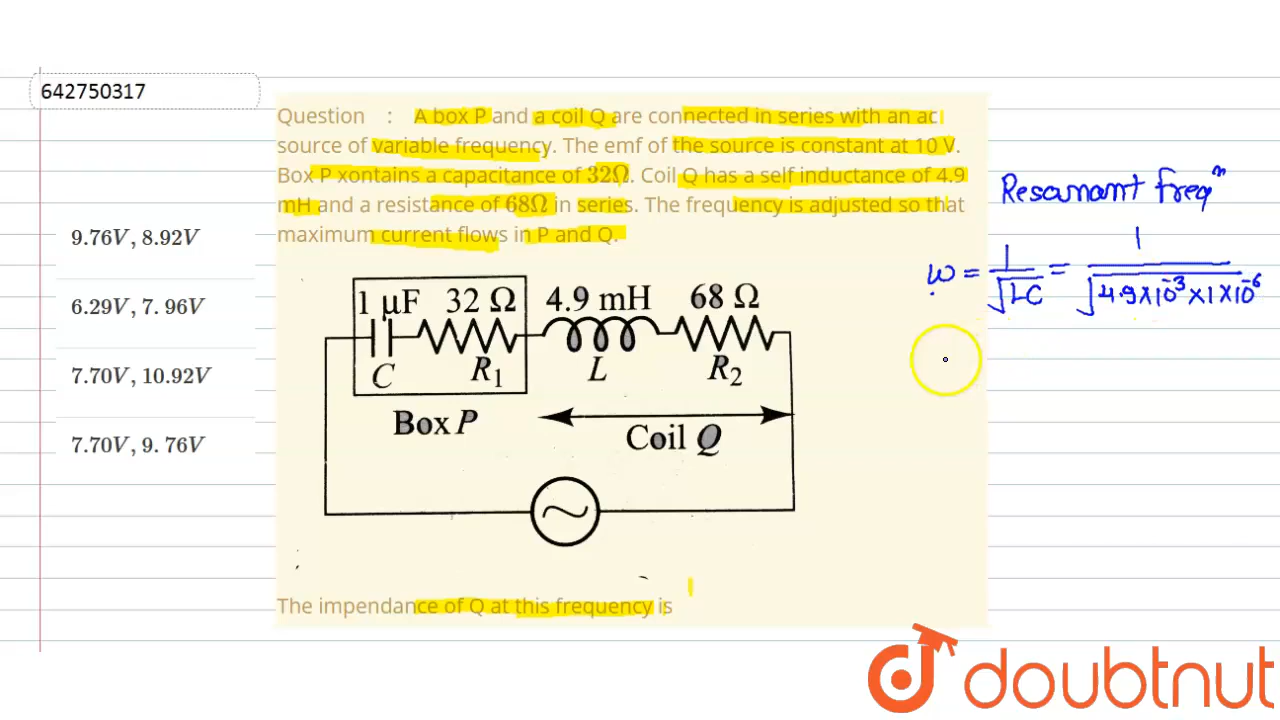 642750317
Question : A box P and a coil Q are connected in series with an ac
source of variable frequency. The emf of the source is constant at 10 V.
Box P xontains a capacitance of 32Ω. Coil Q has a self inductance of 4.9
mH and a resistance of 68Ω in series. The frequency is adjusted so that
maximum current flows in P and Q.
9.76V, 8.92V
6.29V, 7.96V
7.70V, 10.92V
7.70V, 9.76V
1 μF 32 Ω 4.9 mH 68 Ω
C R₁ L R₂
Box P
Coil Q
The impendance of Q at this frequency is
Resanant freqⁿ
ω = 1/√LC = 1/√4.9×10⁻³×1×10⁻⁶
doubtnut